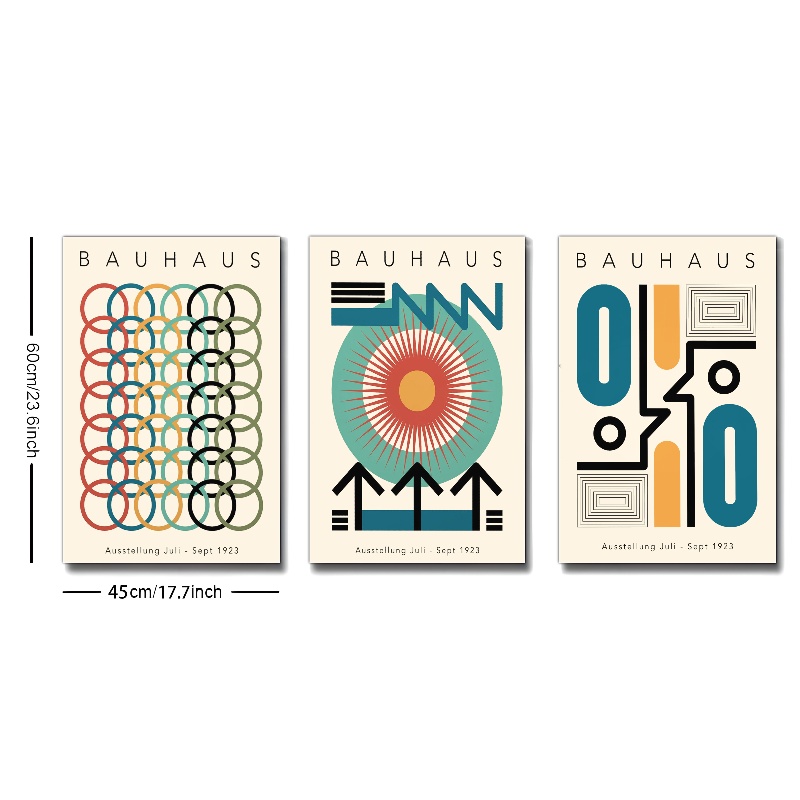 BAUHAUS
BAUHAUS
BAUHAUS
60cm/23.6inch
Ausstellung Juli - Sept 1923
Ausstellung Juli - Sept 1923
Ausstellung Juli - Sept 1923
45cm/17.7inch